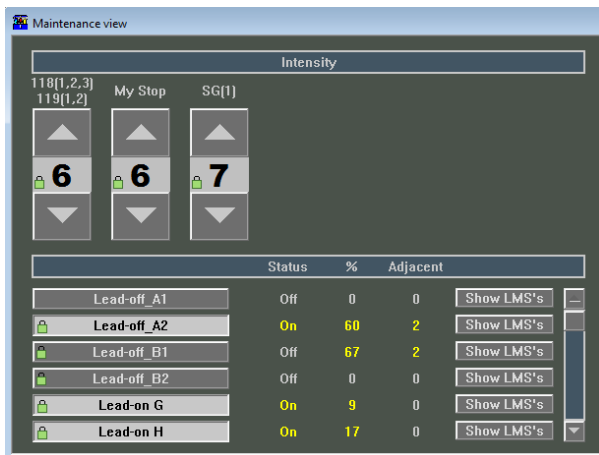 Maintenance view
Intensity
118(1,2,3)
119(1,2)
My Stop
SG(1)
6
6
7
Status % Adjacent
Lead-off_A1 Off 0 0 Show LMS's
Lead-off_A2 On 60 2 Show LMS's
Lead-off_B1 Off 67 2 Show LMS's
Lead-off_B2 Off 0 0 Show LMS's
Lead-on G On 9 0 Show LMS's
Lead-on H On 17 0 Show LMS's